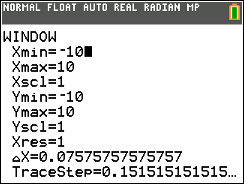 NORMAL FLOAT AUTO REAL RADIAN MP
WINDOW
Xmin=-10
Xmax=10
Xscl=1
Ymin=-10
Ymax=10
Yscl=1
Xres=1
△X=0.07575757575757
TraceStep=0.151515151515…